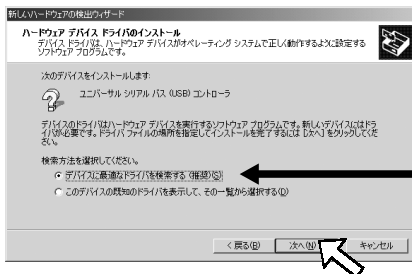 新しいハードウェアの検出ウィザード
ハードウェア デバイス ドライバのインストール
デバイス ドライバは、ハードウェア デバイスがオペレーティング システムで正しく動作するように設定する
ソフトウェア プログラムです。
次のデバイスをインストールします:
ユニバーサル シリアル バス (USB) コントローラ
デバイスのドライバはハードウェア デバイスを実行するソフトウェア プログラムです。新しいデバイスにはドラ
イバが必要です。ドライバ ファイルの場所を指定してインストールを完了するには [次へ] をクリックしてくだ
さい。
検索方法を選択してください。
デバイスに最適なドライバを検索する (推奨)(S)
このデバイスの既知のドライバを表示して、その一覧から選択する(D)
< 戻る(B)
次へ(N)
キャンセル